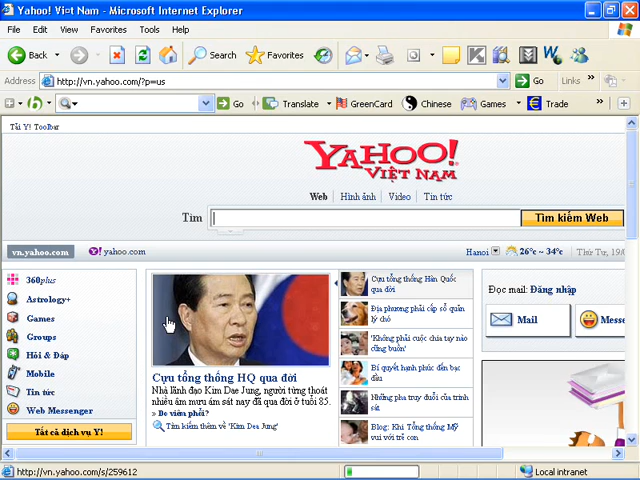 Yahoo! Vi¤t Nam - Microsoft Internet Explorer
File Edit View Favorites Tools Help
Back Search Favorites
Address http://vn.yahoo.com/?p=us Go Links »
Go Translate GreenCard Chinese Games Trade »
Tải Y! Toolbar
YAHOO!
VIỆT NAM
Web Hình ảnh Video Tin tức
Tìm Tìm kiếm Web
vn.yahoo.com Y! yahoo.com Hanoi 26°c ~ 34°c Thứ Tư, 19/0
360plus
Astrology+
Games
Groups
Hỏi & Đáp
Mobile
Tin tức
Web Messenger
Tất cả dịch vụ Y!
Cựu tổng thống HQ qua đời
Nhà lãnh đạo Kim Dae Jung, người từng thoát
nhiều âm mưu ám sát nay đã qua đời ở tuổi 85.
» Đo viên phổi?
Tìm kiếm thêm về 'Kim Dea Jung'
Cựu tổng thống Hàn Quốc
qua đời
Địa phương phải cấp sổ quản
lý chó
'Không phải cuộc chia tay nào
cũng buồn'
Bí quyết hạnh phúc đến bạc
đầu
Những pha truy đuổi của trinh
sát
Blog: Khi Tổng thống Mỹ
vui với trẻ con
Đọc mail: Đăng nhập
Mail Messe
http://vn.yahoo.com/s/259612 Local intranet